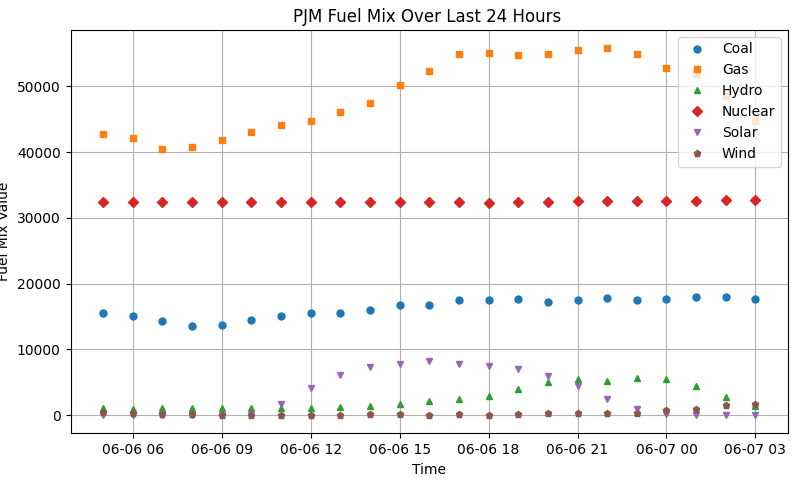 PJM Fuel Mix Over Last 24 Hours
Coal
Gas
Hydro
Nuclear
Solar
Wind
50000
40000
30000
20000
10000
0
Fuel Mix Value
06-06 06 06-06 09 06-06 12 06-06 15 06-06 18 06-06 21 06-07 00 06-07 03
Time